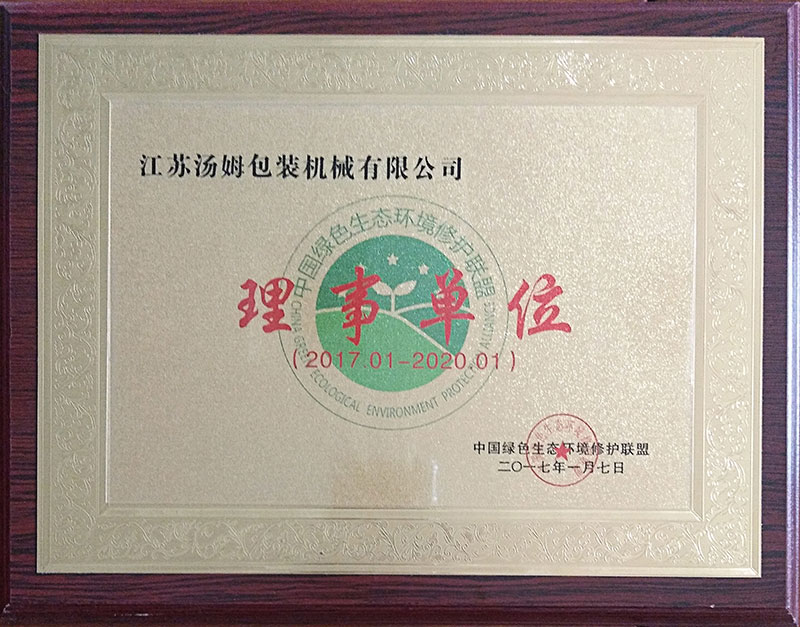 江苏汤姆包装机械有限公司
中国绿色生态环境修护联盟
理事单位
(2017.01-2020.01)
CHINA GREEN ECOLOGICAL ENVIRONMENT PROTECT ALLIANCE
中国绿色生态环境修护联盟
二〇一七年一月七日